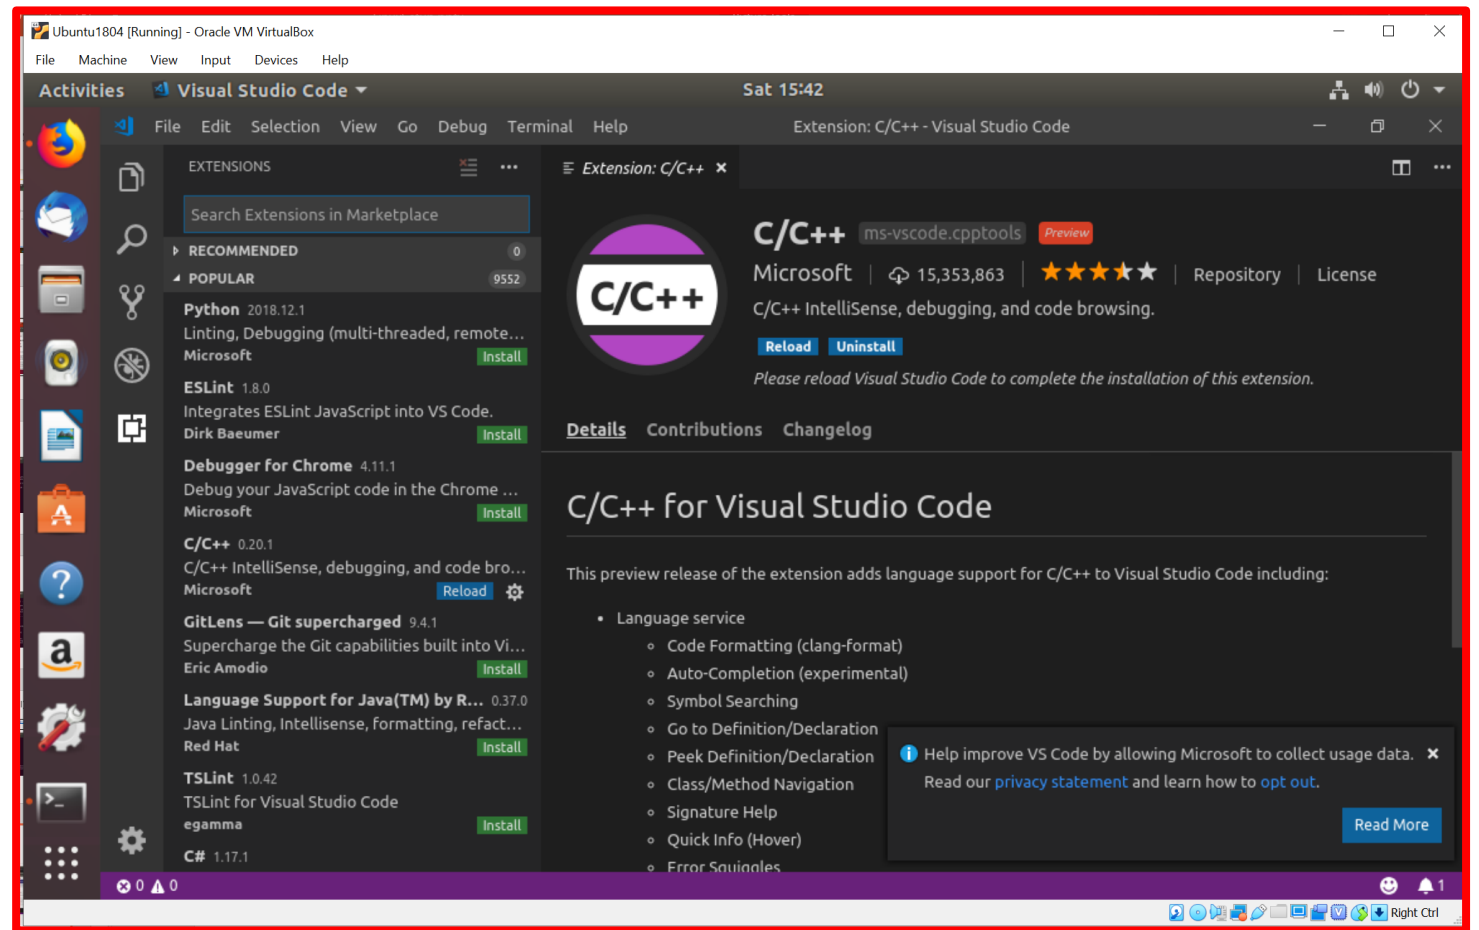 Ubuntu1804 [Running] - Oracle VM VirtualBox
File Machine View Input Devices Help
Activities Visual Studio Code Sat 15:42
File Edit Selection View Go Debug Terminal Help Extension: C/C++ - Visual Studio Code
EXTENSIONS
Search Extensions in Marketplace
RECOMMENDED 0
POPULAR 9552
Python 2018.12.1
Linting, Debugging (multi-threaded, remote...
Microsoft Install
ESLint 1.8.0
Integrates ESLint JavaScript into VS Code.
Dirk Baeumer Install
Debugger for Chrome 4.11.1
Debug your JavaScript code in the Chrome ...
Microsoft Install
C/C++ 0.20.1
C/C++ IntelliSense, debugging, and code bro...
Microsoft Reload
GitLens — Git supercharged 9.4.1
Supercharge the Git capabilities built into Vi...
Eric Amodio Install
Language Support for Java(TM) by R... 0.37.0
Java Linting, Intellisense, formatting, refact...
Red Hat Install
TSLint 1.0.42
TSLint for Visual Studio Code
egamma Install
C# 1.17.1
Extension: C/C++
C/C++
C/C++ ms-vscode.cpptools Preview
Microsoft 15,353,863 Repository License
C/C++ IntelliSense, debugging, and code browsing.
Reload Uninstall
Please reload Visual Studio Code to complete the installation of this extension.
Details Contributions Changelog
C/C++ for Visual Studio Code
This preview release of the extension adds language support for C/C++ to Visual Studio Code including:
Language service
Code Formatting (clang-format)
Auto-Completion (experimental)
Symbol Searching
Go to Definition/Declaration
Peek Definition/Declaration
Class/Method Navigation
Signature Help
Quick Info (Hover)
Error Squiggles
Help improve VS Code by allowing Microsoft to collect usage data.
Read our privacy statement and learn how to opt out.
Read More
0 0 1
Right Ctrl